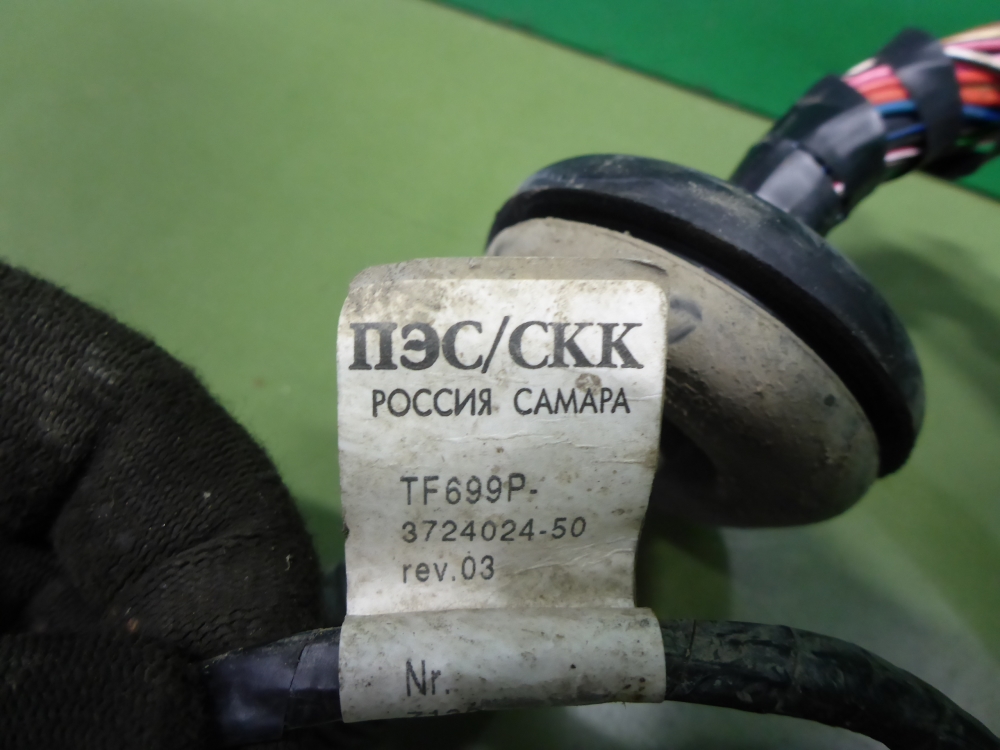 ПЭС/СКК
РОССИЯ САМАРА
TF699P-
3724024-50
rev.03
Nr.